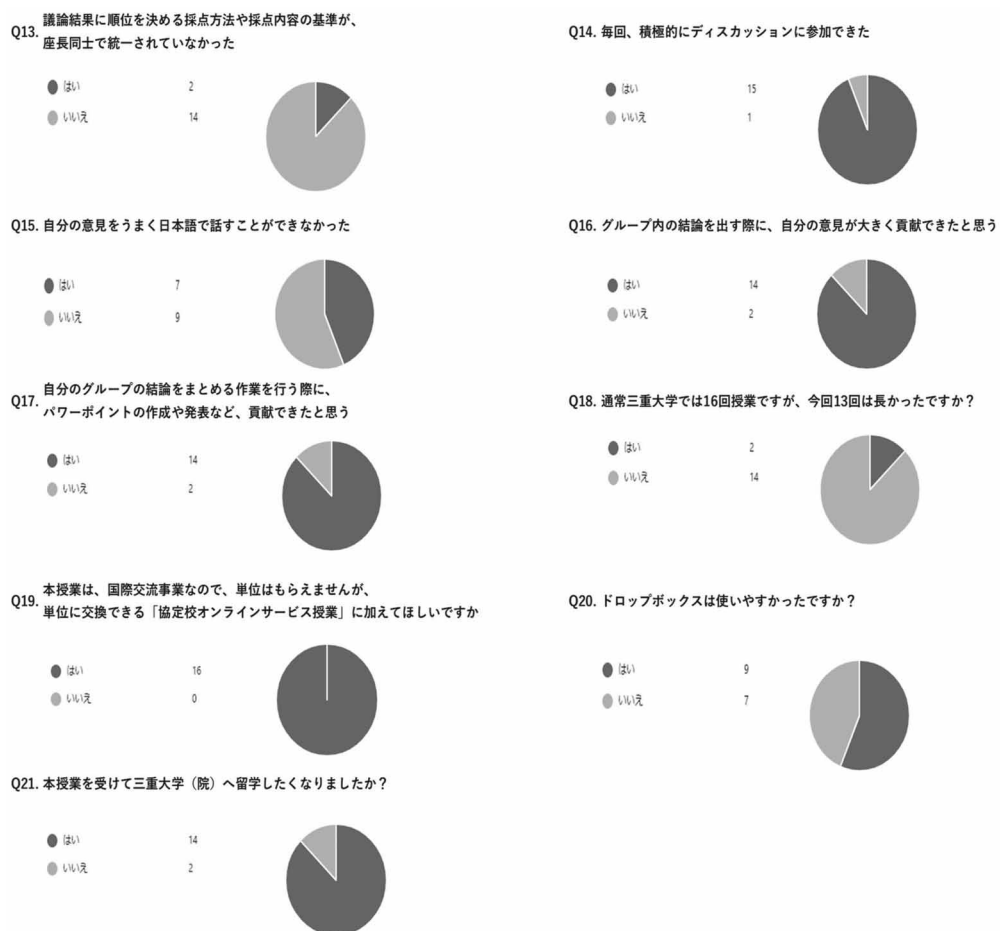 Q13. 議論結果に順位を決める採点方法や採点内容の基準が、
座長同士で統一されていなかった
はい 2
いいえ 14
Q14. 毎回、積極的にディスカッションに参加できた
はい 15
いいえ 1
Q15. 自分の意見をうまく日本語で話すことができなかった
はい 7
いいえ 9
Q16. グループ内の結論を出す際に、自分の意見が大きく貢献できたと思う
はい 14
いいえ 2
Q17. 自分のグループの結論をまとめる作業を行う際に、
パワーポイントの作成や発表など、貢献できたと思う
はい 14
いいえ 2
Q18. 通常三重大学では16回授業ですが、今回13回は長かったですか？
はい 2
いいえ 14
Q19. 本授業は、国際交流事業なので、単位はもらえませんが、
単位に交換できる「協定校オンラインサービス授業」に加えてほしいですか
はい 16
いいえ 0
Q20. ドロップボックスは使いやすかったですか？
はい 9
いいえ 7
Q21. 本授業を受けて三重大学（院）へ留学したくなりましたか？
はい 14
いいえ 2